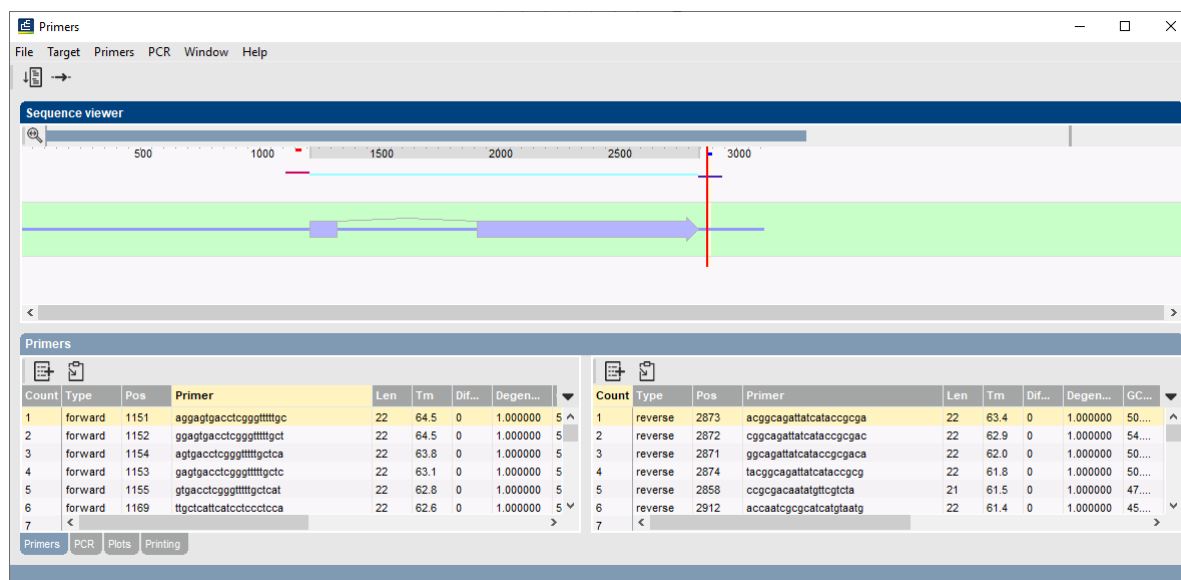 Primers
File Target Primers PCR Window Help
Sequence viewer
500 1000 1500 2000 2500 3000
Primers
Count Type Pos Primer Len Tm Dif... Degen...
1 forward 1151 aggagtgacctcgggtttttgc 22 64.5 0 1.000000 5
2 forward 1152 ggagtgacctcgggtttttgct 22 64.5 0 1.000000 5
3 forward 1154 agtgacctcgggtttttgctca 22 63.8 0 1.000000 5
4 forward 1153 gagtgacctcgggtttttgctc 22 63.1 0 1.000000 5
5 forward 1155 gtgacctcgggtttttgctcat 22 62.8 0 1.000000 5
6 forward 1169 ttgctcattcatcctccctcca 22 62.6 0 1.000000 5
7
Count Type Pos Primer Len Tm Dif... Degen... GC...
1 reverse 2873 acggcagattatcataccgcga 22 63.4 0 1.000000 50....
2 reverse 2872 cggcagattatcataccgcgac 22 62.9 0 1.000000 54....
3 reverse 2871 ggcagattatcataccgcgaca 22 62.0 0 1.000000 50....
4 reverse 2874 tacggcagattatcataccgcg 22 61.8 0 1.000000 50....
5 reverse 2858 ccgcgacaatatgttcgtcta 21 61.5 0 1.000000 47....
6 reverse 2912 accaatcgcgcatcatgtaatg 22 61.4 0 1.000000 45....
7
Primers PCR Plots Printing